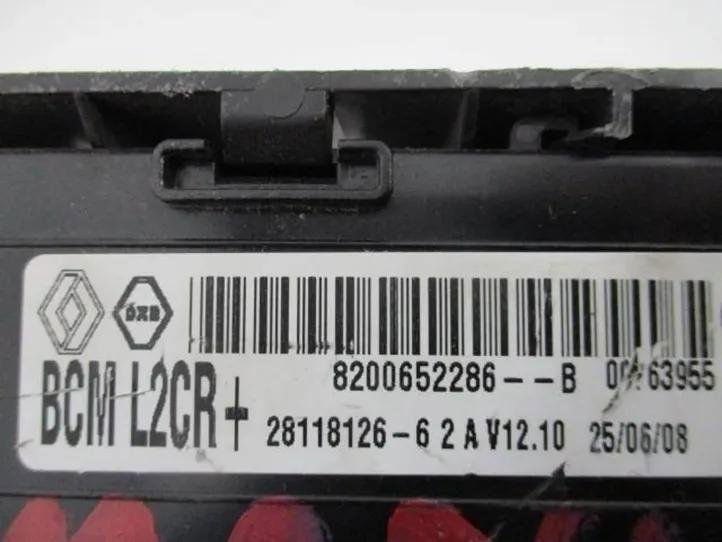 8200652286--B
BCM L2CR+ 28118126-6 2 A V12.10 25/06/08